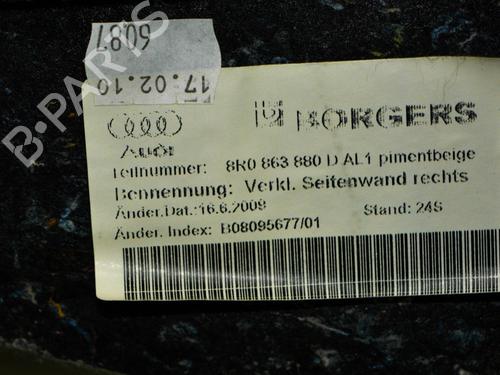 6087
17.02.10
B-PARTS
BORGERS
Audi
Teilnummer: 8R0 863 880 D AL1 pimentbeige
Bennennung: Verkl. Seitenwand rechts
Änder.Dat.:16.6.2009 Stand: 24S
Änder. Index: B08095677/01